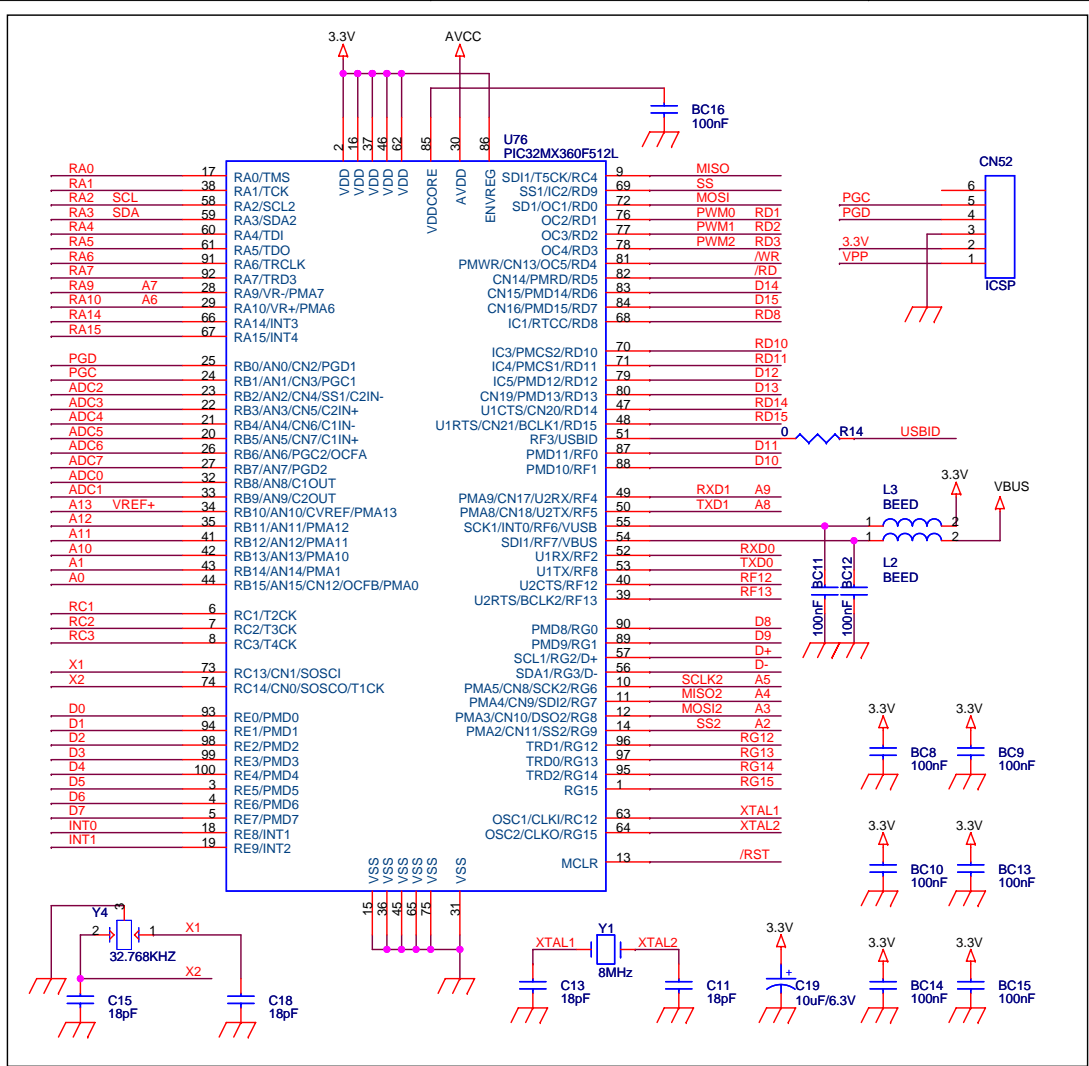 3.3V AVCC
BC16
100nF
U76
PIC32MX360F512L
2 16 37 46 62 85 30 86
VDD VDD VDD VDD VDD VDDCORE AVDD ENVREG
RA0 17 RA0/TMS
RA1 38 RA1/TCK
RA2 SCL 58 RA2/SCL2
RA3 SDA 59 RA3/SDA2
RA4 60 RA4/TDI
RA5 61 RA5/TDO
RA6 91 RA6/TRCLK
RA7 92 RA7/TRD3
RA9 A7 28 RA9/VR-/PMA7
RA10 A6 29 RA10/VR+/PMA6
RA14 66 RA14/INT3
RA15 67 RA15/INT4
PGD 25 RB0/AN0/CN2/PGD1
PGC 24 RB1/AN1/CN3/PGC1
ADC2 23 RB2/AN2/CN4/SS1/C2IN-
ADC3 22 RB3/AN3/CN5/C2IN+
ADC4 21 RB4/AN4/CN6/C1IN-
ADC5 20 RB5/AN5/CN7/C1IN+
ADC6 26 RB6/AN6/PGC2/OCFA
ADC7 27 RB7/AN7/PGD2
ADC0 32 RB8/AN8/C1OUT
ADC1 33 RB9/AN9/C2OUT
A13 VREF+ 34 RB10/AN10/CVREF/PMA13
A12 35 RB11/AN11/PMA12
A11 41 RB12/AN12/PMA11
A10 42 RB13/AN13/PMA10
A1 43 RB14/AN14/PMA1
A0 44 RB15/AN15/CN12/OCFB/PMA0
RC1 6 RC1/T2CK
RC2 7 RC2/T3CK
RC3 8 RC3/T4CK
X1 73 RC13/CN1/SOSCI
X2 74 RC14/CN0/SOSCO/T1CK
D0 93 RE0/PMD0
D1 94 RE1/PMD1
D2 98 RE2/PMD2
D3 99 RE3/PMD3
D4 100 RE4/PMD4
D5 3 RE5/PMD5
D6 4 RE6/PMD6
D7 5 RE7/PMD7
INT0 18 RE8/INT1
INT1 19 RE9/INT2
SDI1/T5CK/RC4 9 MISO
SS1/IC2/RD9 69 SS
SD1/OC1/RD0 72 MOSI
OC2/RD1 76 PWM0 RD1
OC3/RD2 77 PWM1 RD2
OC4/RD3 78 PWM2 RD3
PMWR/CN13/OC5/RD4 81 /WR
CN14/PMRD/RD5 82 /RD
CN15/PMD14/RD6 83 D14
CN16/PMD15/RD7 84 D15
IC1/RTCC/RD8 68 RD8
IC3/PMCS2/RD10 70 RD10
IC4/PMCS1/RD11 71 RD11
IC5/PMD12/RD12 79 D12
CN19/PMD13/RD13 80 D13
U1CTS/CN20/RD14 47 RD14
U1RTS/CN21/BCLK1/RD15 48 RD15
RF3/USBID 51 0 R14 USBID
PMD11/RF0 87 D11
PMD10/RF1 88 D10
PMA9/CN17/U2RX/RF4 49 RXD1 A9
PMA8/CN18/U2TX/RF5 50 TXD1 A8
SCK1/INT0/RF6/VUSB 55
SDI1/RF7/VBUS 54
U1RX/RF2 52 RXD0
U1TX/RF8 53 TXD0
U2CTS/RF12 40 RF12
U2RTS/BCLK2/RF13 39 RF13
PMD8/RG0 90 D8
PMD9/RG1 89 D9
SCL1/RG2/D+ 57 D+
SDA1/RG3/D- 56 D-
PMA5/CN8/SCK2/RG6 10 SCLK2 A5
PMA4/CN9/SDI2/RG7 11 MISO2 A4
PMA3/CN10/DSO2/RG8 12 MOSI2 A3
PMA2/CN11/SS2/RG9 14 SS2 A2
TRD1/RG12 96 RG12
TRD0/RG13 97 RG13
TRD2/RG14 95 RG14
RG15 1 RG15
OSC1/CLKI/RC12 63 XTAL1
OSC2/CLKO/RG15 64 XTAL2
MCLR 13 /RST
VSS VSS VSS VSS VSS VSS
15 36 45 65 75 31
CN52
6
PGC 5
PGD 4
3
3.3V 2
VPP 1
ICSP
L3
BEED
3.3V
VBUS
1 2
1 2
L2
BEED
100nF BC11
100nF BC12
3.3V 3.3V
BC8
100nF
BC9
100nF
3.3V 3.3V
BC10
100nF
BC13
100nF
3.3V 3.3V
BC14
100nF
BC15
100nF
Y4
3
2 1 X1
32.768KHZ
X2
C15
18pF
C18
18pF
XTAL1 Y1 XTAL2
8MHz
C13
18pF
C11
18pF
3.3V
+
C19
10uF/6.3V